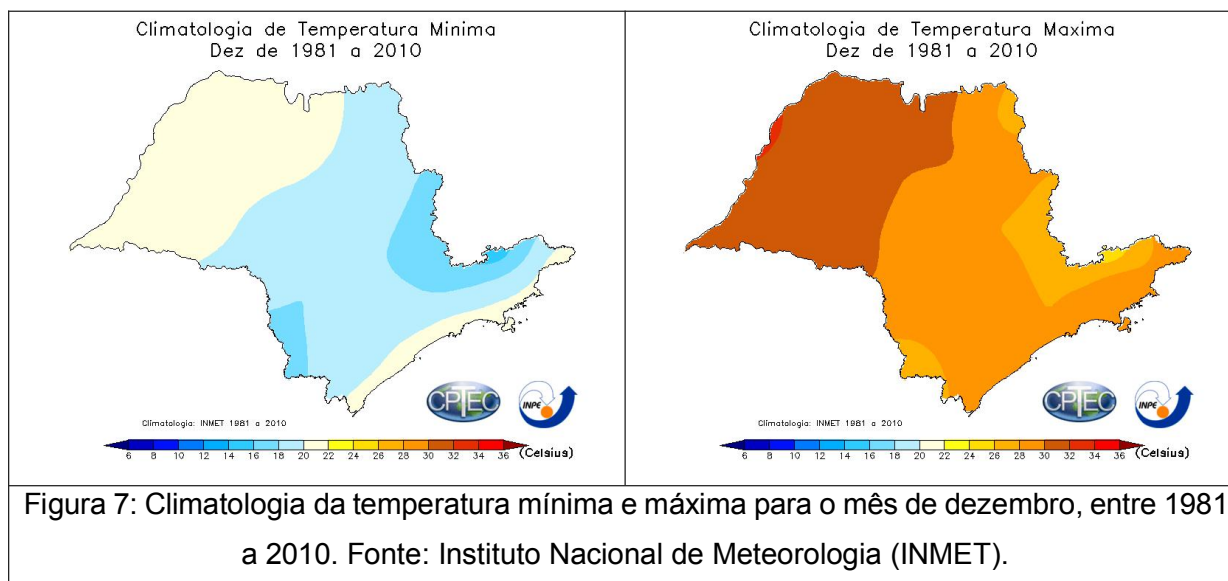 Climatologia de Temperatura Minima
Dez de 1981 a 2010
CPTEC
INPE
Climatologia: INMET 1981 a 2010
6 8 10 12 14 16 18 20 22 24 26 28 30 32 34 36 (Celsius)
Climatologia de Temperatura Maxima
Dez de 1981 a 2010
CPTEC
INPE
Climatologia: INMET 1981 a 2010
6 8 10 12 14 16 18 20 22 24 26 28 30 32 34 36 (Celsius)
Figura 7: Climatologia da temperatura mínima e máxima para o mês de dezembro, entre 1981
a 2010. Fonte: Instituto Nacional de Meteorologia (INMET).